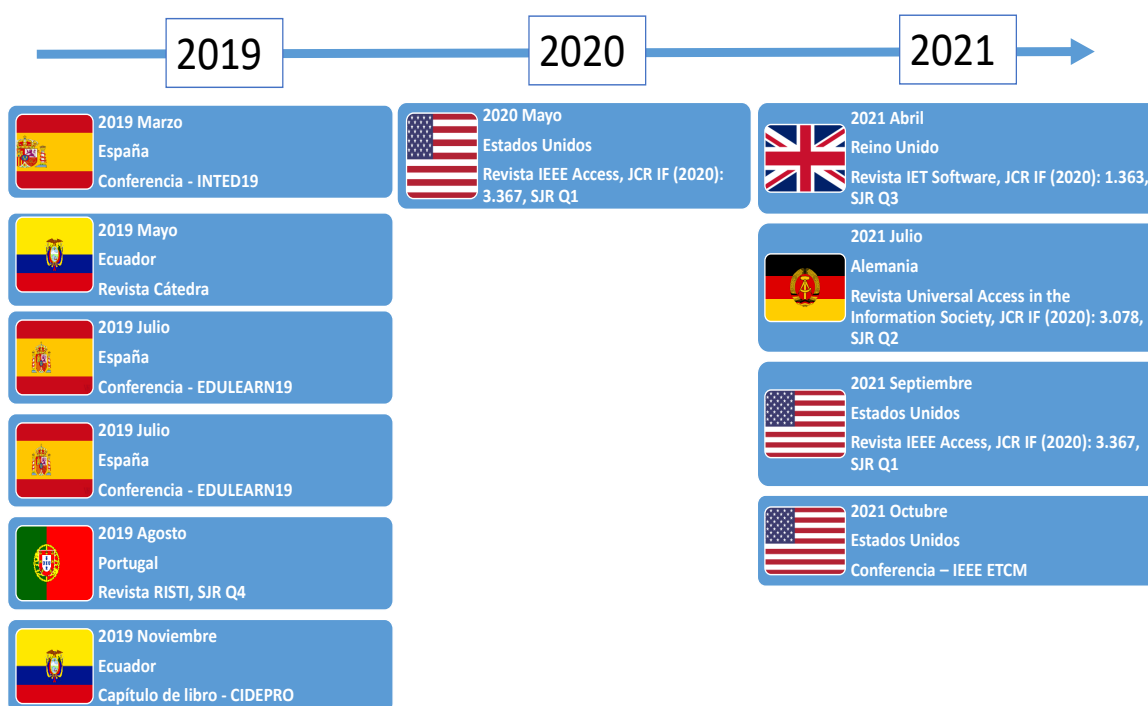 2019
2020
2021
2019 Marzo
España
Conferencia - INTED19
2019 Mayo
Ecuador
Revista Cátedra
2019 Julio
España
Conferencia - EDULEARN19
2019 Julio
España
Conferencia - EDULEARN19
2019 Agosto
Portugal
Revista RISTI, SJR Q4
2019 Noviembre
Ecuador
Capítulo de libro - CIDEPRO
2020 Mayo
Estados Unidos
Revista IEEE Access, JCR IF (2020):
3.367, SJR Q1
2021 Abril
Reino Unido
Revista IET Software, JCR IF (2020): 1.363,
SJR Q3
2021 Julio
Alemania
Revista Universal Access in the
Information Society, JCR IF (2020): 3.078,
SJR Q2
2021 Septiembre
Estados Unidos
Revista IEEE Access, JCR IF (2020): 3.367,
SJR Q1
2021 Octubre
Estados Unidos
Conferencia – IEEE ETCM